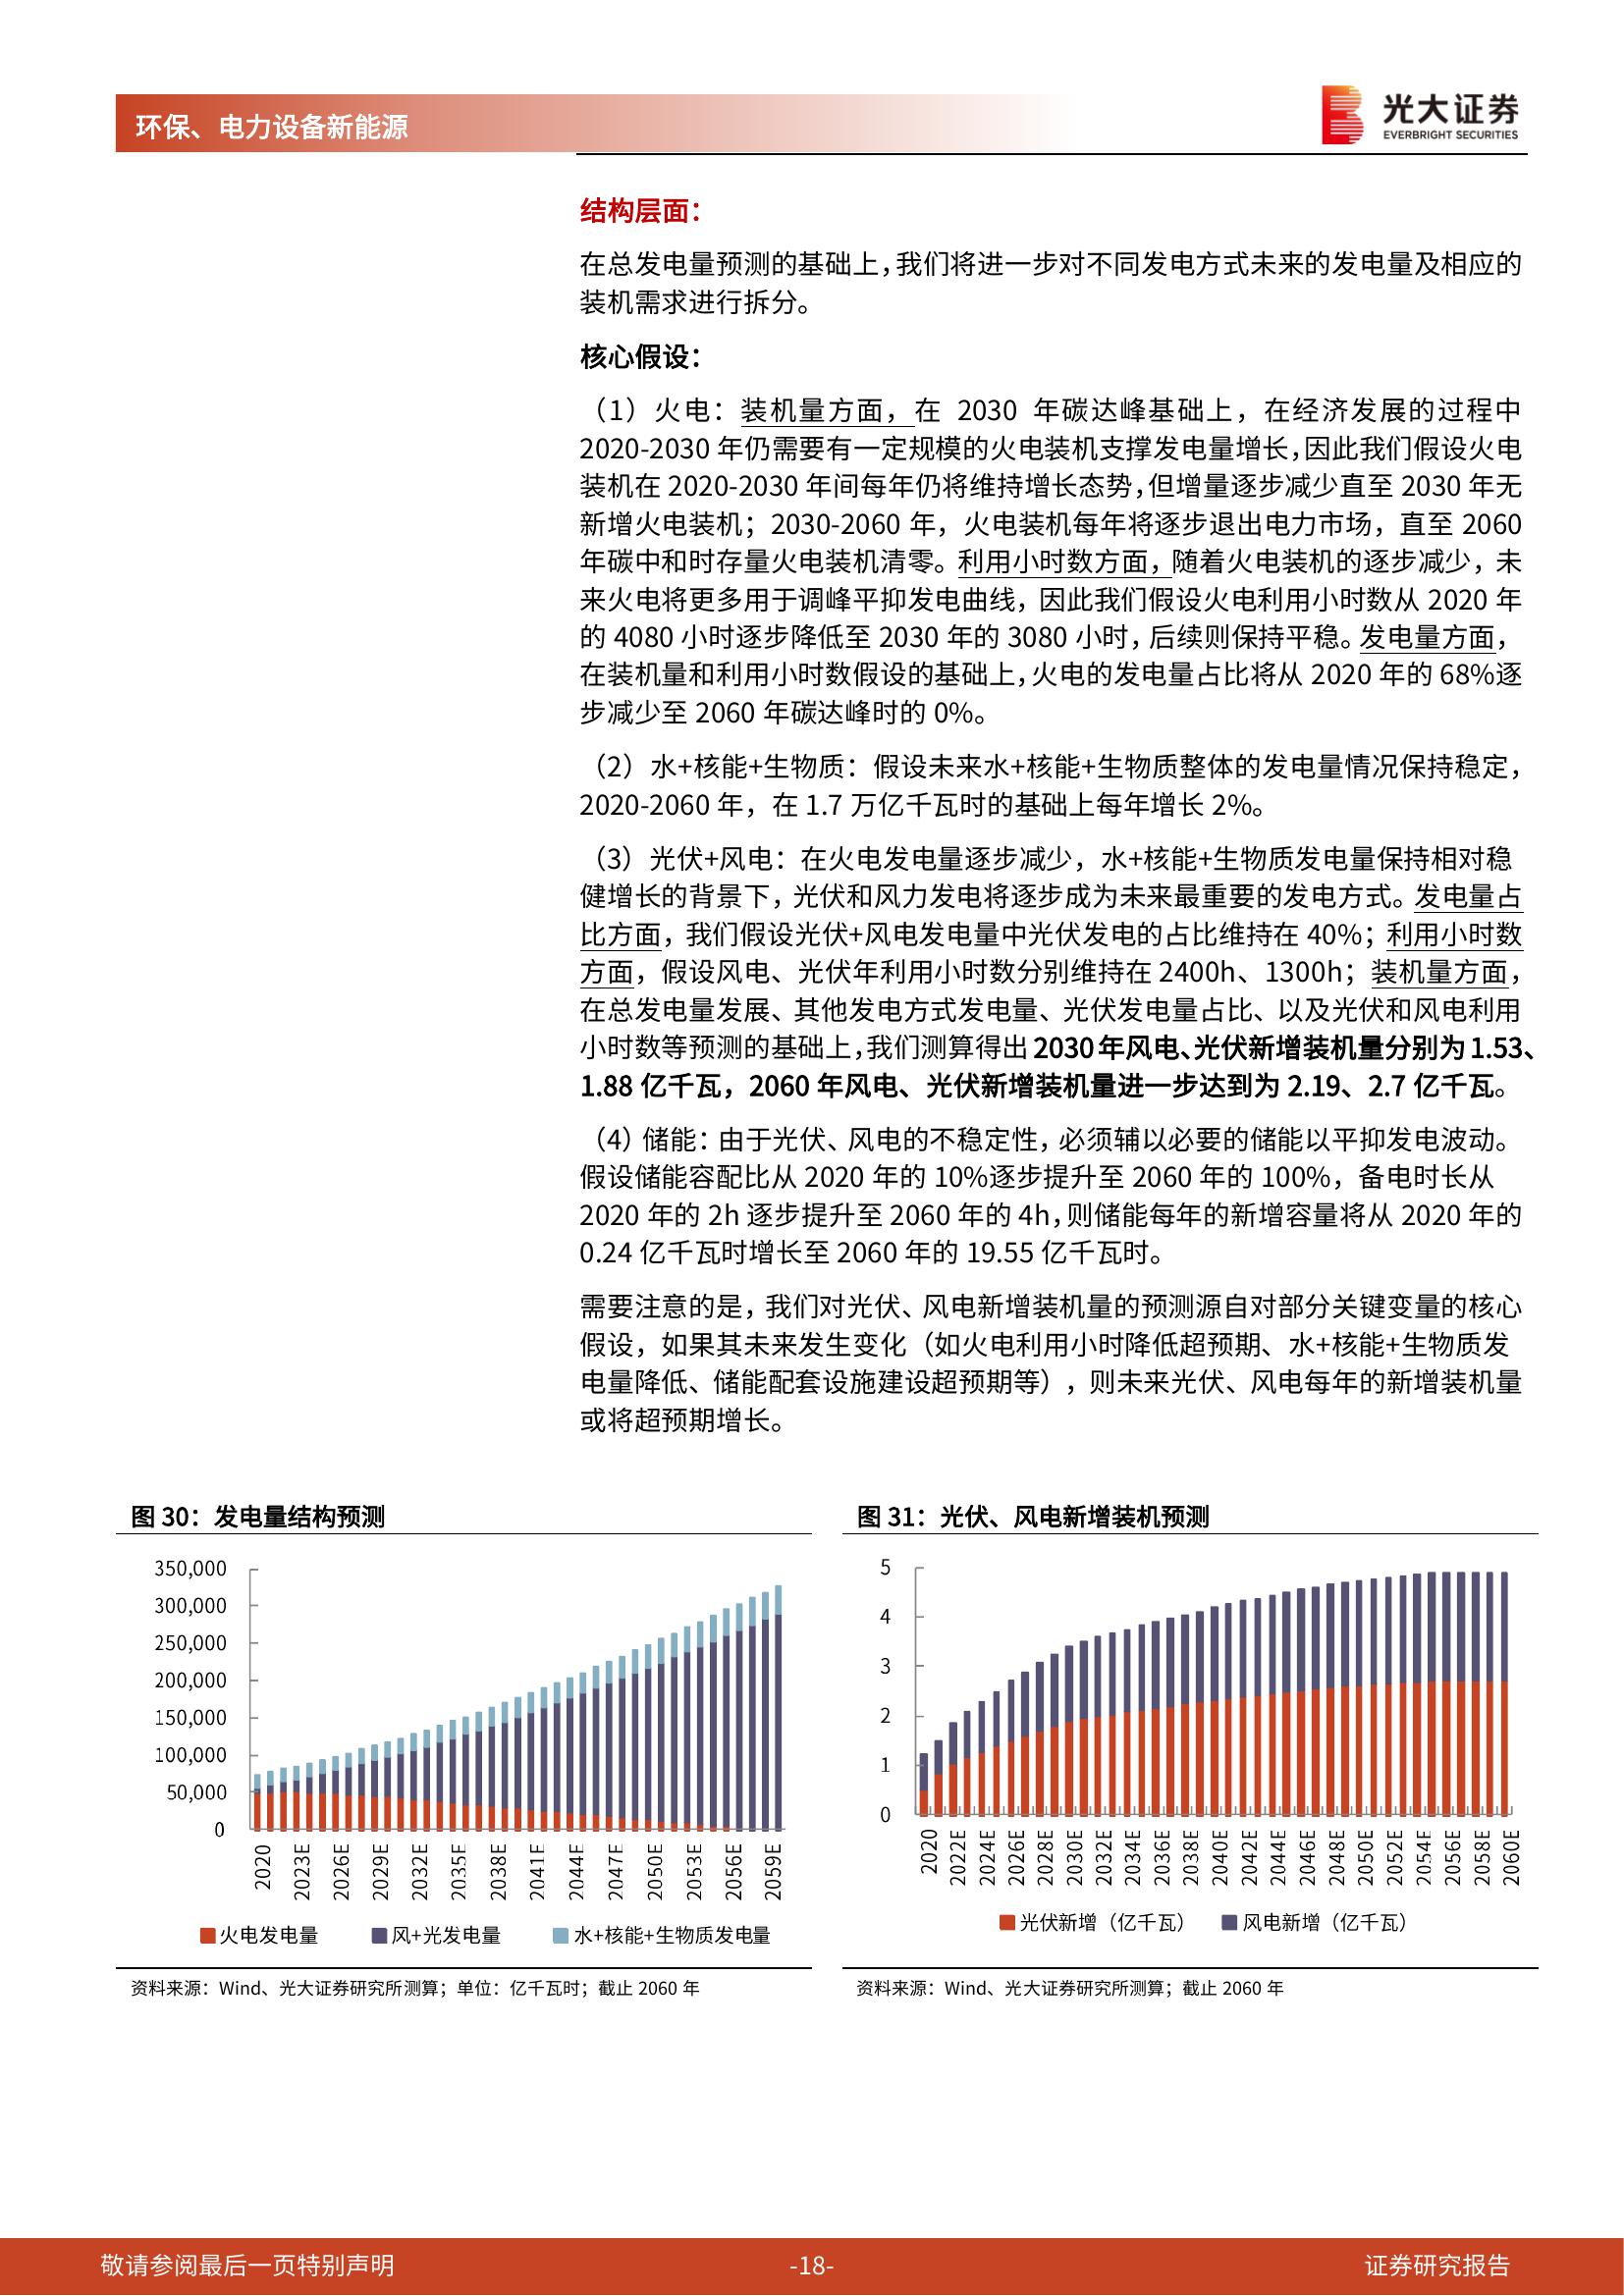 环保、电力设备新能源
光大证券
EVERBRIGHT SECURITIES
结构层面：
在总发电量预测的基础上，我们将进一步对不同发电方式未来的发电量及相应的
装机需求进行拆分。
核心假设：
（1）火电：装机量方面，在 2030 年碳达峰基础上，在经济发展的过程中
2020-2030 年仍需要有一定规模的火电装机支撑发电量增长，因此我们假设火电
装机在 2020-2030 年间每年仍将维持增长态势，但增量逐步减少直至 2030 年无
新增火电装机；2030-2060 年，火电装机每年将逐步退出电力市场，直至 2060
年碳中和时存量火电装机清零。利用小时数方面，随着火电装机的逐步减少，未
来火电将更多用于调峰平抑发电曲线，因此我们假设火电利用小时数从 2020 年
的 4080 小时逐步降低至 2030 年的 3080 小时，后续则保持平稳。发电量方面，
在装机量和利用小时数假设的基础上，火电的发电量占比将从 2020 年的 68%逐
步减少至 2060 年碳达峰时的 0%。
（2）水+核能+生物质：假设未来水+核能+生物质整体的发电量情况保持稳定，
2020-2060 年，在 1.7 万亿千瓦时的基础上每年增长 2%。
（3）光伏+风电：在火电发电量逐步减少，水+核能+生物质发电量保持相对稳
健增长的背景下，光伏和风力发电将逐步成为未来最重要的发电方式。发电量占
比方面，我们假设光伏+风电发电量中光伏发电的占比维持在 40%；利用小时数
方面，假设风电、光伏年利用小时数分别维持在 2400h、1300h；装机量方面，
在总发电量发展、其他发电方式发电量、光伏发电量占比、以及光伏和风电利用
小时数等预测的基础上，我们测算得出 2030 年风电、光伏新增装机量分别为 1.53、
1.88 亿千瓦，2060 年风电、光伏新增装机量进一步达到为 2.19、2.7 亿千瓦。
（4）储能：由于光伏、风电的不稳定性，必须辅以必要的储能以平抑发电波动。
假设储能容配比从 2020 年的 10%逐步提升至 2060 年的 100%，备电时长从
2020 年的 2h 逐步提升至 2060 年的 4h，则储能每年的新增容量将从 2020 年的
0.24 亿千瓦时增长至 2060 年的 19.55 亿千瓦时。
需要注意的是，我们对光伏、风电新增装机量的预测源自对部分关键变量的核心
假设，如果其未来发生变化（如火电利用小时降低超预期、水+核能+生物质发
电量降低、储能配套设施建设超预期等），则未来光伏、风电每年的新增装机量
或将超预期增长。
图 30：发电量结构预测
350,000
300,000
250,000
200,000
150,000
100,000
50,000
0
2020 2023E 2026E 2029E 2032E 2035E 2038E 2041E 2044E 2047E 2050E 2053E 2056E 2059E
火电发电量 风+光发电量 水+核能+生物质发电量
资料来源：Wind、光大证券研究所测算；单位：亿千瓦时；截止 2060 年
图 31：光伏、风电新增装机预测
5
4
3
2
1
0
2020 2022E 2024E 2026E 2028E 2030E 2032E 2034E 2036E 2038E 2040E 2042E 2044E 2046E 2048E 2050E 2052E 2054E 2056E 2058E 2060E
光伏新增（亿千瓦） 风电新增（亿千瓦）
资料来源：Wind、光大证券研究所测算；截止 2060 年
敬请参阅最后一页特别声明 -18- 证券研究报告